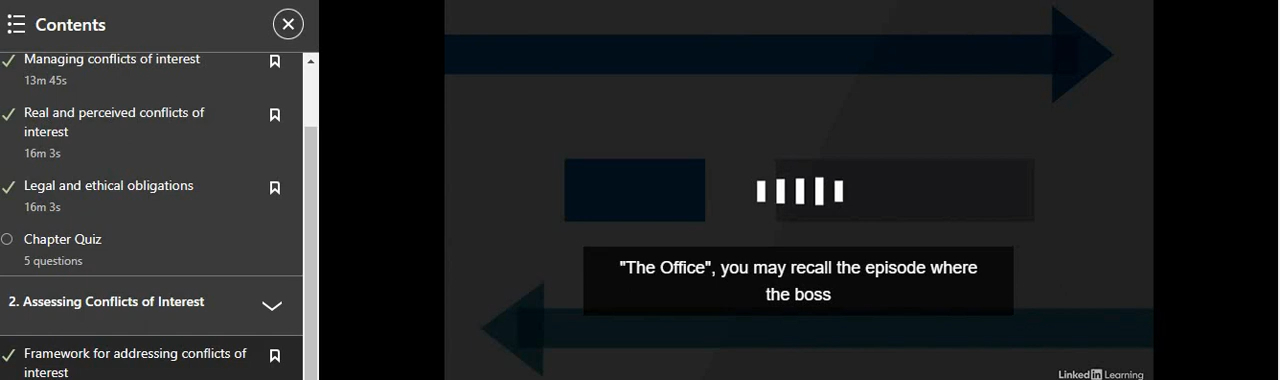 Contents
Managing conflicts of interest
13m 45s
Real and perceived conflicts of
interest
16m 3s
Legal and ethical obligations
16m 3s
Chapter Quiz
5 questions
2. Assessing Conflicts of Interest
Framework for addressing conflicts of
interest
"The Office", you may recall the episode where
the boss
Linked in Learning